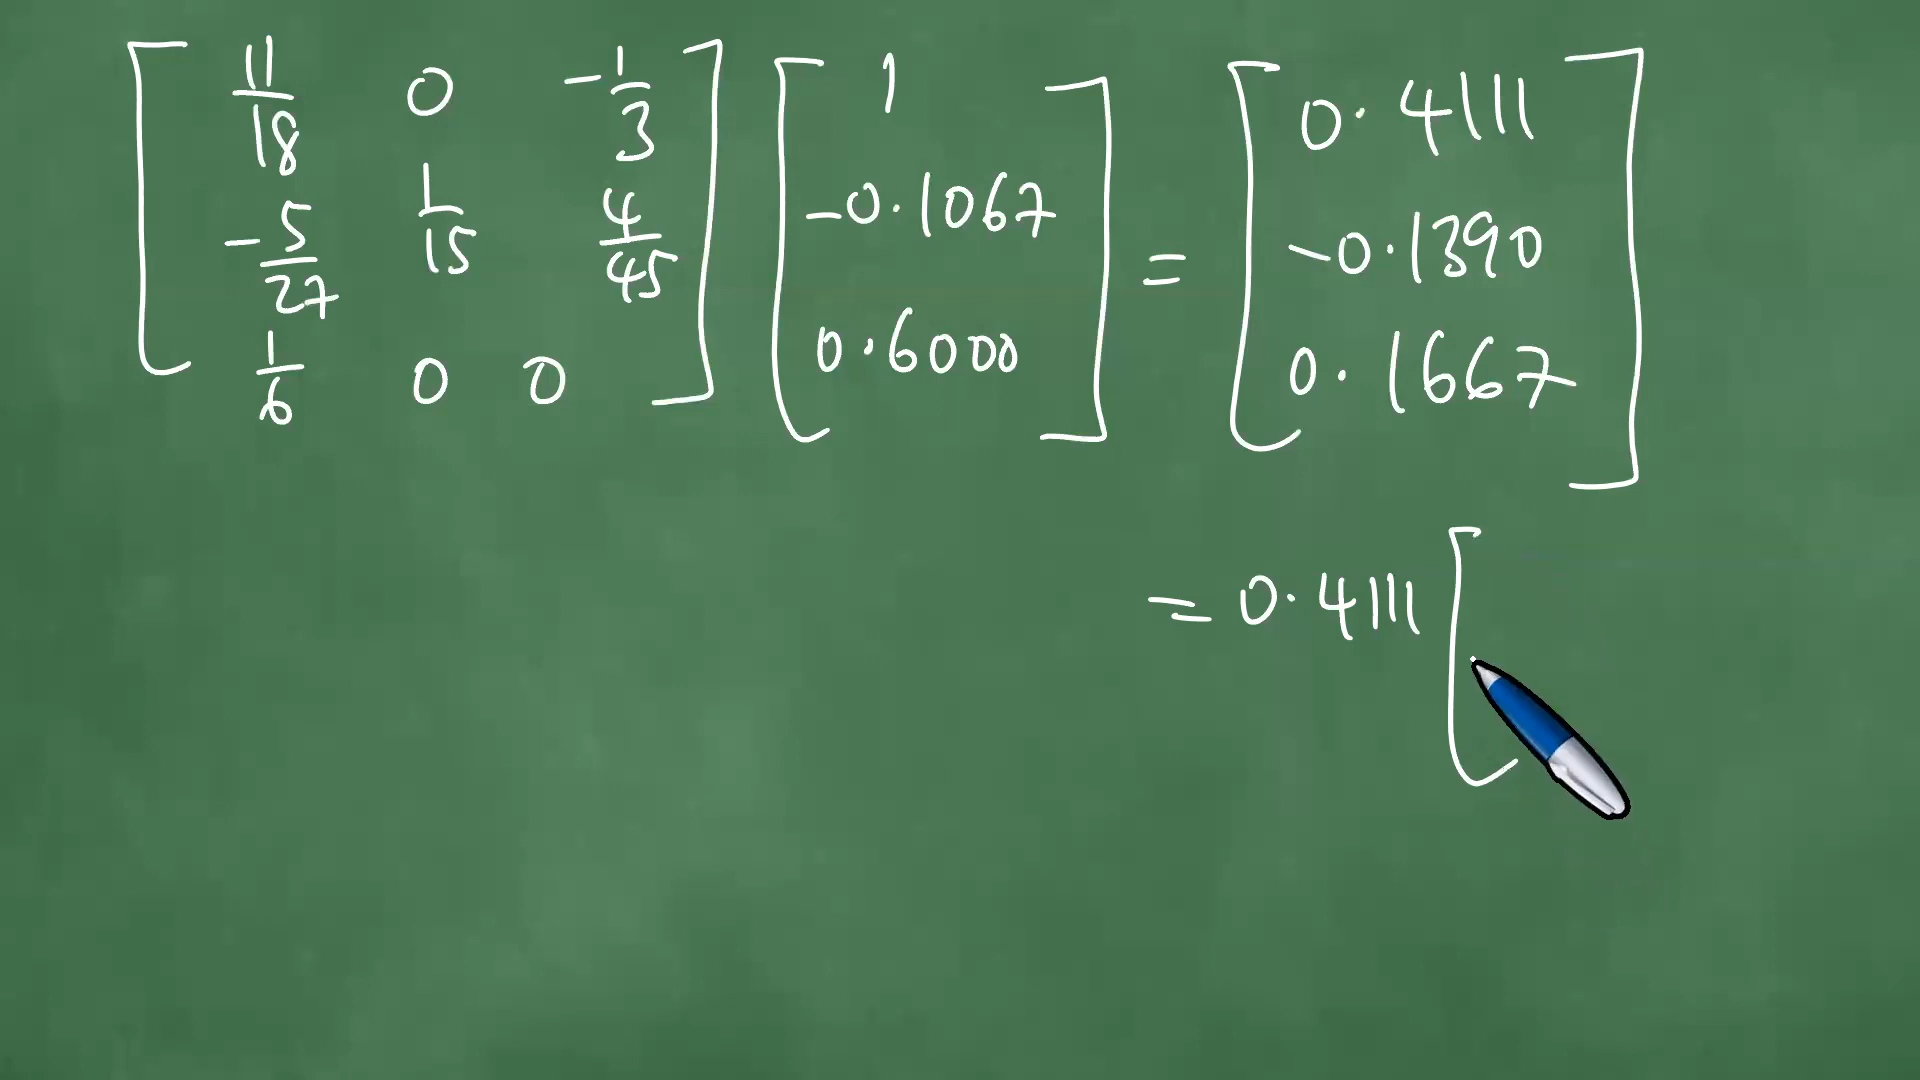 [ 11/18 0 -1/3 ] [ 1 ] [ 0.4111 ]
[ -5/27 1/15 4/45 ] [ -0.1067 ] = [ -0.1390 ]
[ 1/6 0 0 ] [ 0.6000 ] [ 0.1667 ]
= 0.4111 [